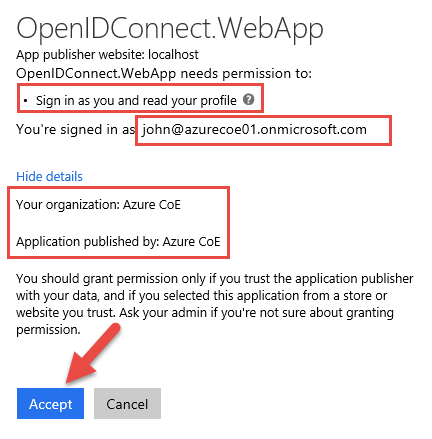 OpenIDConnect.WebApp
App publisher website: localhost
OpenIDConnect.WebApp needs permission to:
• Sign in as you and read your profile ?
You're signed in as john@azurecoe01.onmicrosoft.com
Hide details
Your organization: Azure CoE
Application published by: Azure CoE
You should grant permission only if you trust the application publisher
with your data, and if you selected this application from a store or
website you trust. Ask your admin if you're not sure about granting
permission.
Accept Cancel